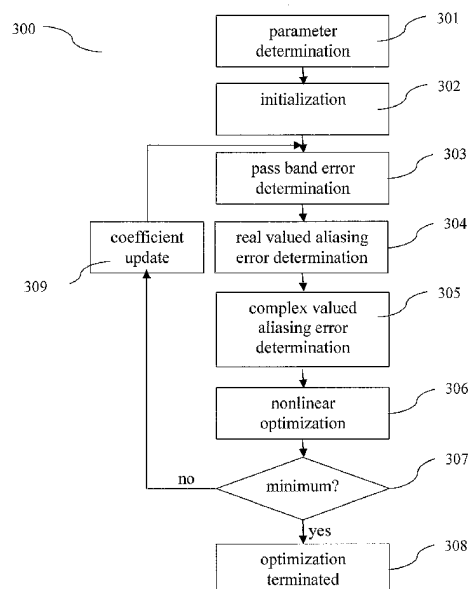 300
parameter
determination
301
initialization
302
pass band error
determination
303
coefficient
update
309
real valued aliasing
error determination
304
complex valued
aliasing error
determination
305
nonlinear
optimization
306
no
minimum?
307
yes
optimization
terminated
308